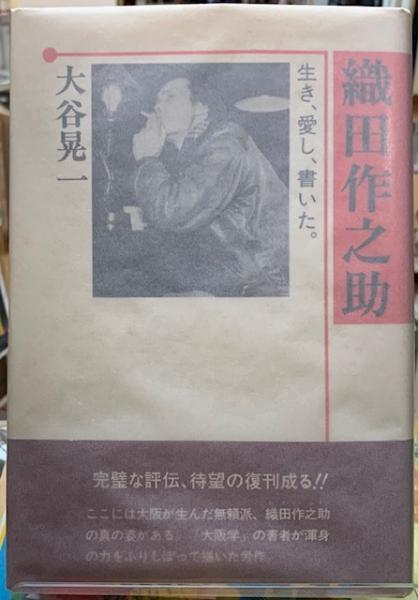 織田作之助
生き、愛し、書いた。
大谷晃一
完璧な評伝、待望の復刊成る!!
ここには大阪が生んだ無頼派、織田作之助
の真の姿がある。「大阪学」の著者が渾身
の力をふりしぼって描いた労作